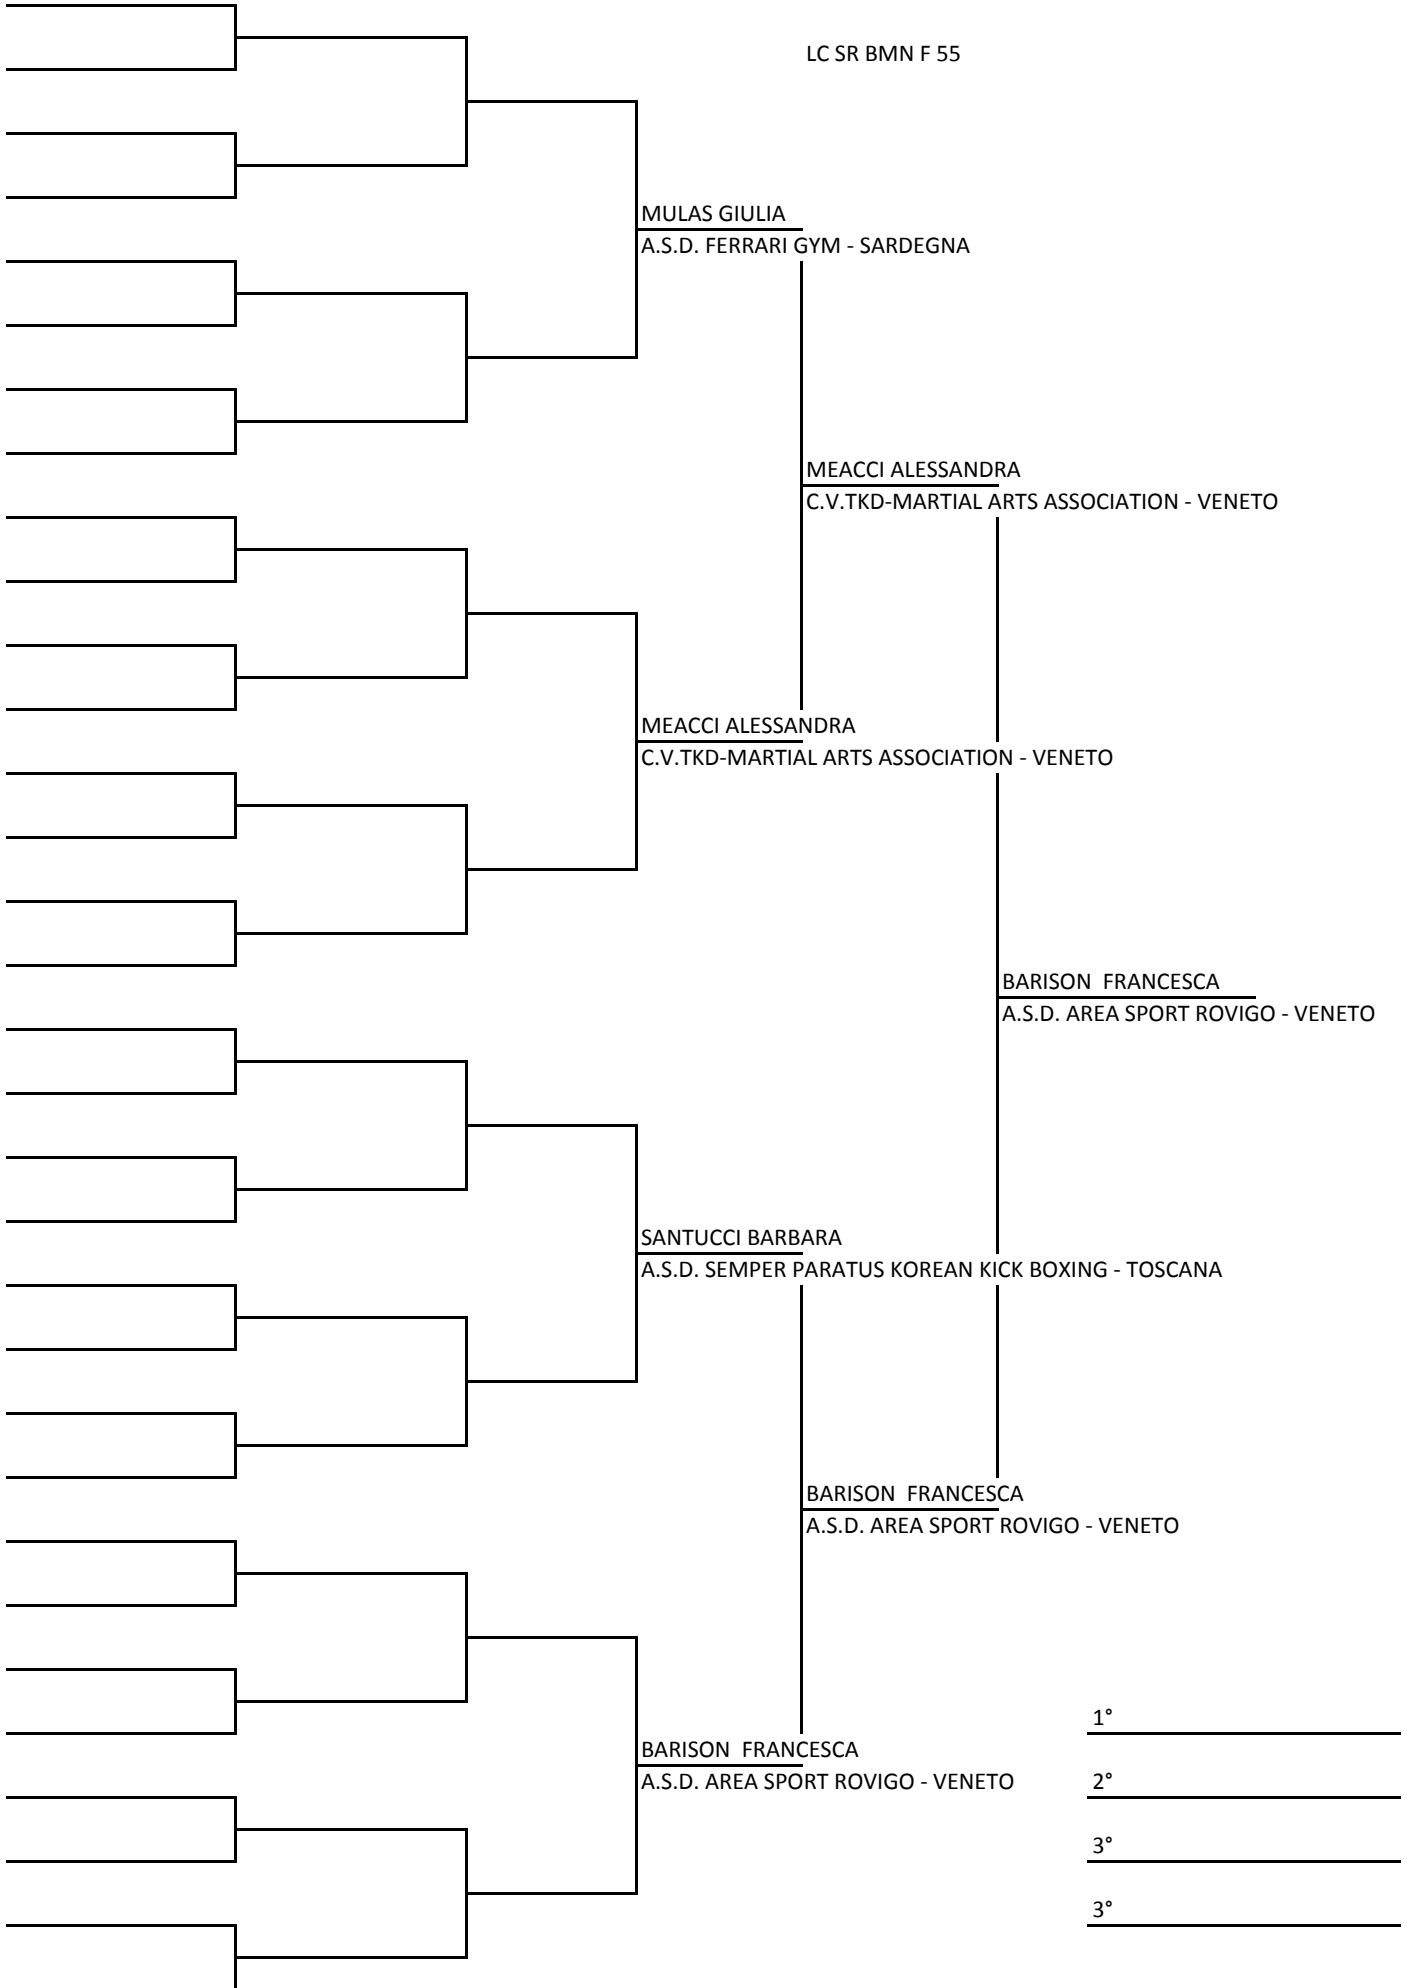 LC SR BMN F 55
MULAS GIULIA
A.S.D. FERRARI GYM - SARDEGNA
MEACCI ALESSANDRA
C.V.TKD-MARTIAL ARTS ASSOCIATION - VENETO
MEACCI ALESSANDRA
C.V.TKD-MARTIAL ARTS ASSOCIATION - VENETO
BARISON  FRANCESCA
A.S.D. AREA SPORT ROVIGO - VENETO
SANTUCCI BARBARA
A.S.D. SEMPER PARATUS KOREAN KICK BOXING - TOSCANA
BARISON  FRANCESCA
A.S.D. AREA SPORT ROVIGO - VENETO
1°
BARISON  FRANCESCA
A.S.D. AREA SPORT ROVIGO - VENETO
2°
3°
3°